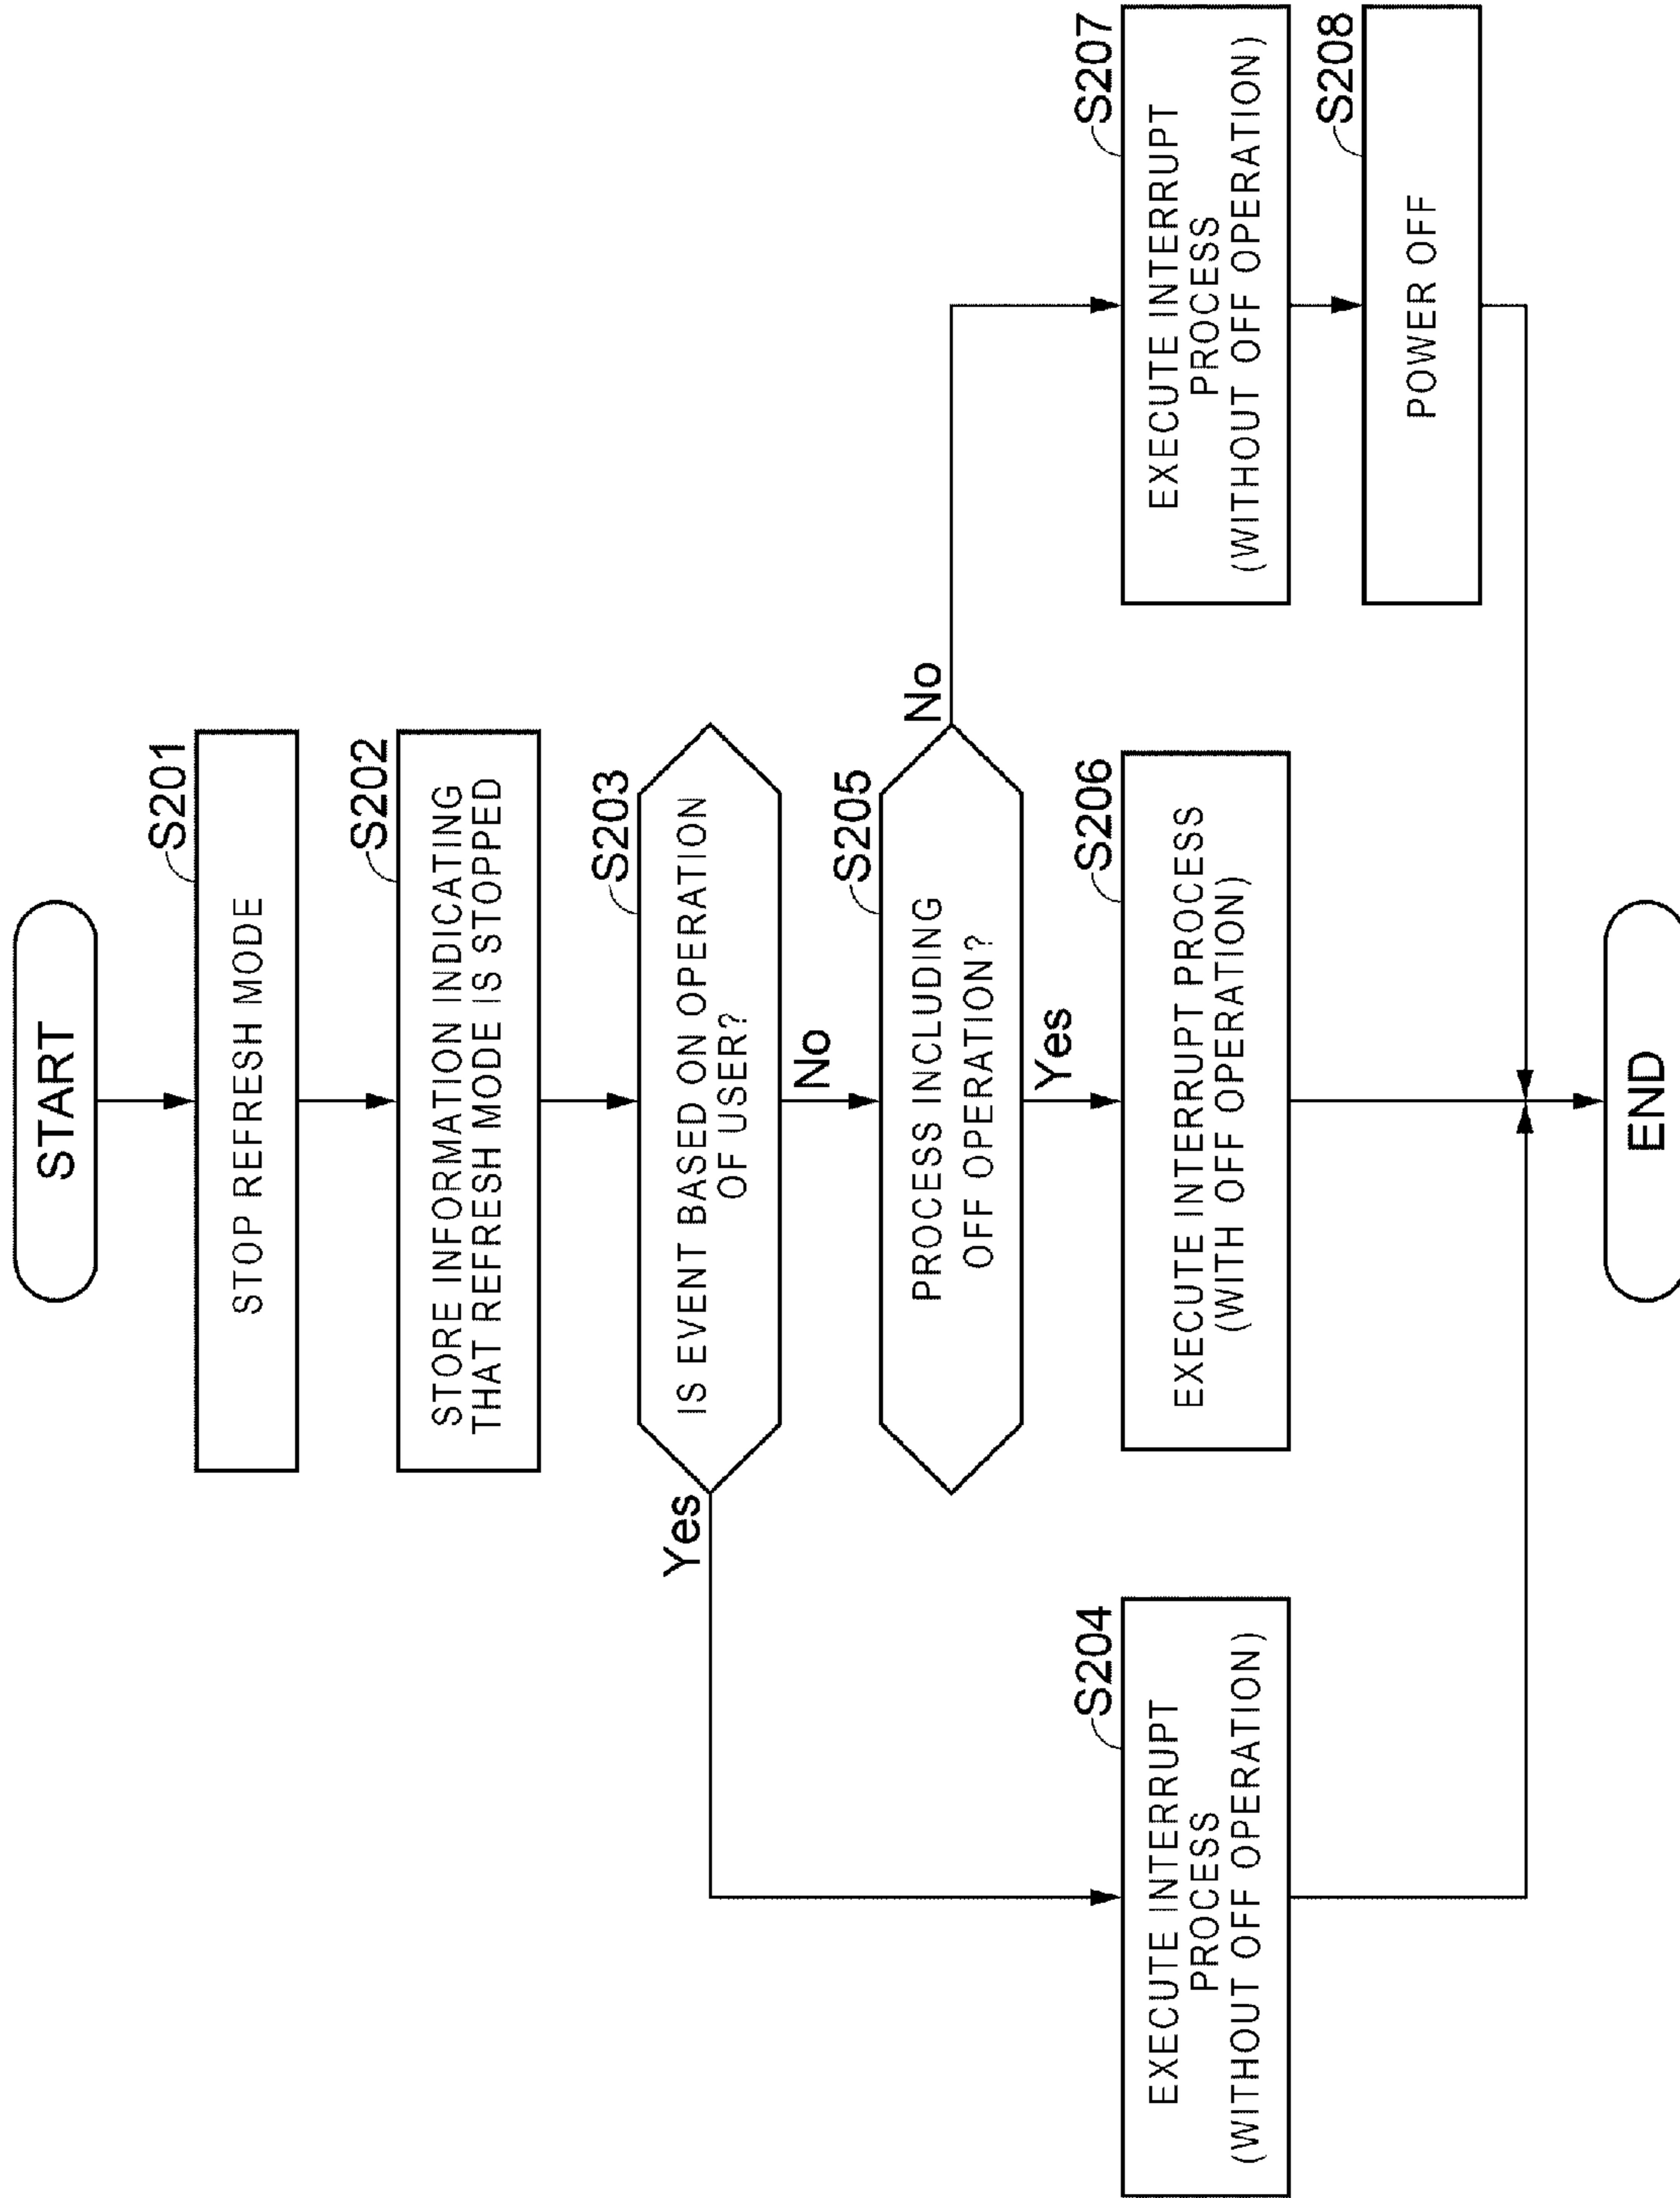 START
S201
STOP REFRESH MODE
S202
STORE INFORMATION INDICATING
THAT REFRESH MODE IS STOPPED
S203
IS EVENT BASED ON OPERATION
OF USER?
Yes
No
S204
EXECUTE INTERRUPT
PROCESS
(WITHOUT OFF OPERATION)
S205
PROCESS INCLUDING
OFF OPERATION?
Yes
No
S206
EXECUTE INTERRUPT PROCESS
(WITH OFF OPERATION)
S207
EXECUTE INTERRUPT
PROCESS
(WITHOUT OFF OPERATION)
S208
POWER OFF
END